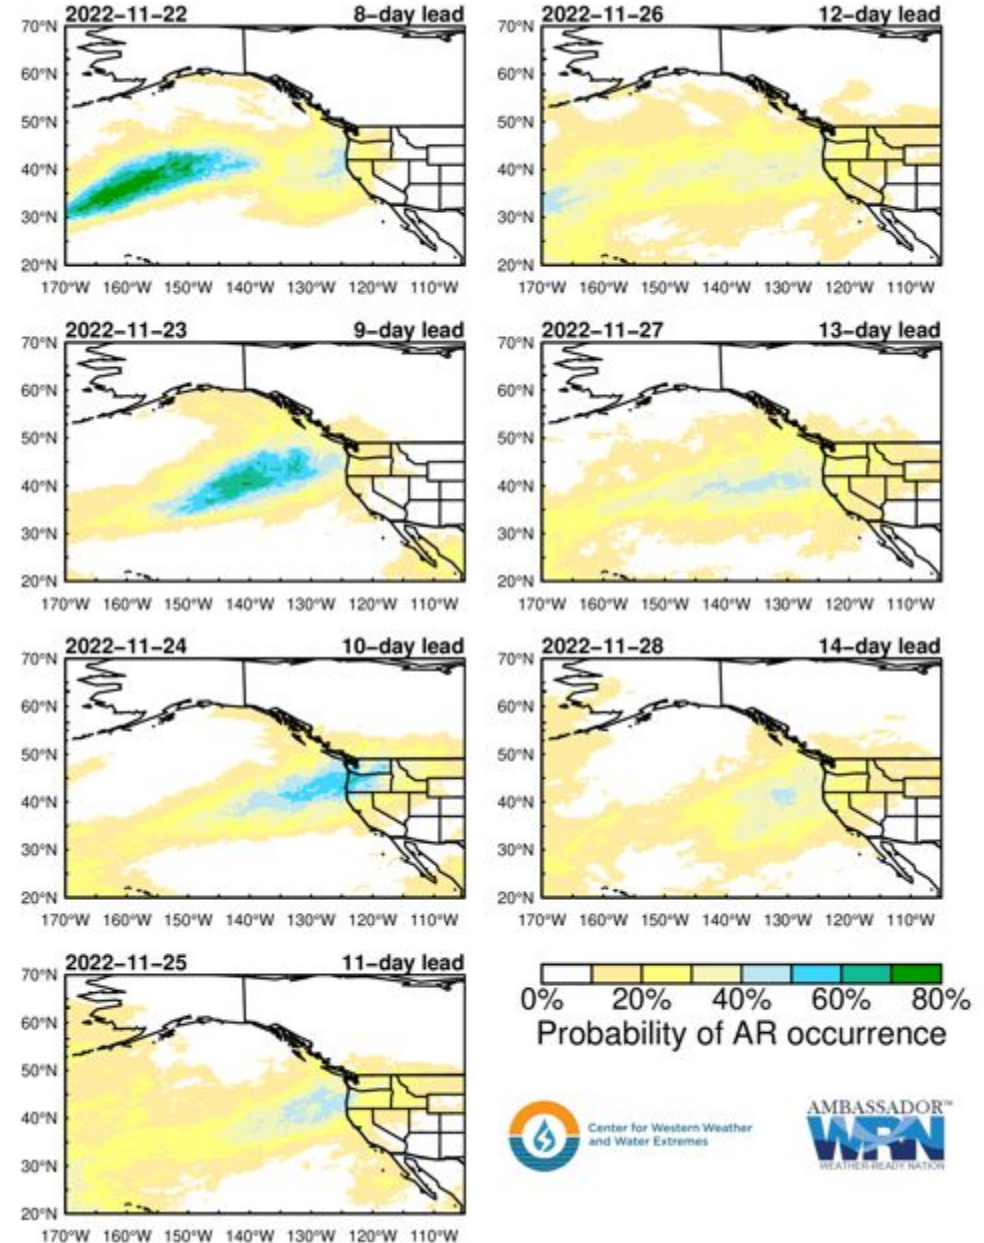 2022-11-22 8-day lead
70°N
60°N
50°N
40°N
30°N
20°N
170°W 160°W 150°W 140°W 130°W 120°W 110°W
2022-11-26 12-day lead
70°N
60°N
50°N
40°N
30°N
20°N
170°W 160°W 150°W 140°W 130°W 120°W 110°W
2022-11-23 9-day lead
70°N
60°N
50°N
40°N
30°N
20°N
170°W 160°W 150°W 140°W 130°W 120°W 110°W
2022-11-27 13-day lead
70°N
60°N
50°N
40°N
30°N
20°N
170°W 160°W 150°W 140°W 130°W 120°W 110°W
2022-11-24 10-day lead
70°N
60°N
50°N
40°N
30°N
20°N
170°W 160°W 150°W 140°W 130°W 120°W 110°W
2022-11-28 14-day lead
70°N
60°N
50°N
40°N
30°N
20°N
170°W 160°W 150°W 140°W 130°W 120°W 110°W
2022-11-25 11-day lead
70°N
60°N
50°N
40°N
30°N
20°N
170°W 160°W 150°W 140°W 130°W 120°W 110°W
0% 20% 40% 60% 80%
Probability of AR occurrence
Center for Western Weather
and Water Extremes
AMBASSADOR™
WRN
WEATHER-READY NATION